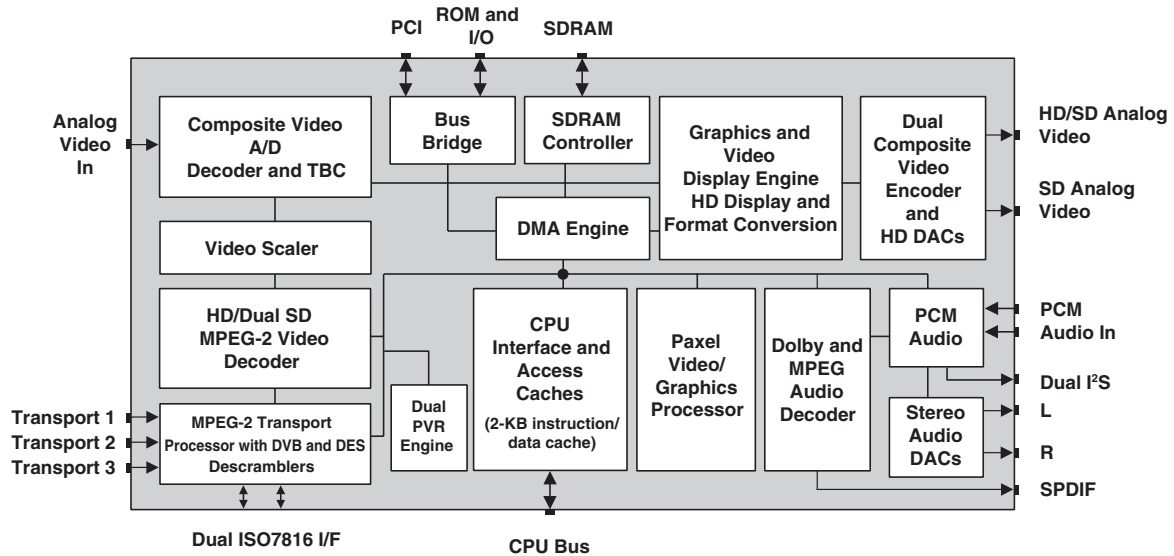 PCI
ROM and
I/O
SDRAM
Analog
Video
In
Composite Video
A/D
Decoder and TBC
Bus
Bridge
SDRAM
Controller
Graphics and
Video
Display Engine
HD Display and
Format Conversion
Dual
Composite
Video
Encoder
and
HD DACs
HD/SD Analog
Video
SD Analog
Video
Video Scaler
DMA Engine
HD/Dual SD
MPEG-2 Video
Decoder
CPU
Interface and
Access
Caches
(2-KB instruction/
data cache)
Paxel
Video/
Graphics
Processor
Dolby and
MPEG
Audio
Decoder
PCM
Audio
PCM
Audio In
Dual I²S
Dual
PVR
Engine
Stereo
Audio
DACs
L
R
SPDIF
Transport 1
Transport 2
Transport 3
MPEG-2 Transport
Processor with DVB and DES
Descramblers
Dual ISO7816 I/F
CPU Bus